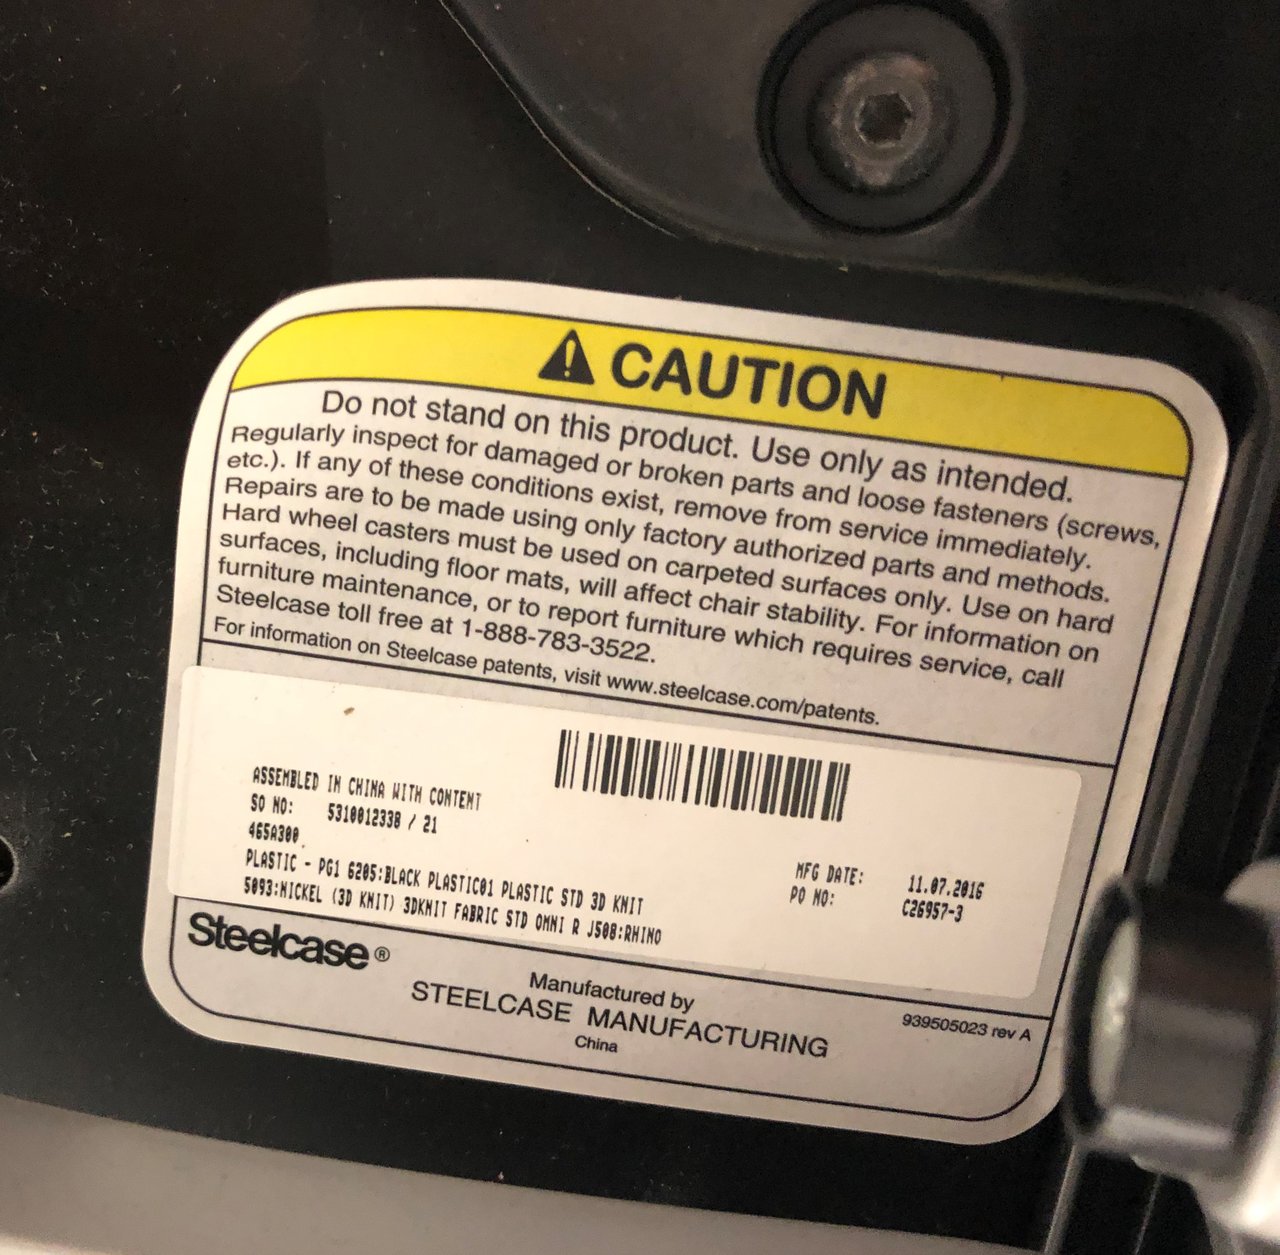 CAUTION
Do not stand on this product. Use only as intended.
Regularly inspect for damaged or broken parts and loose fasteners (screws,
etc.). If any of these conditions exist, remove from service immediately.
Repairs are to be made using only factory authorized parts and methods.
Hard wheel casters must be used on carpeted surfaces only. Use on hard
surfaces, including floor mats, will affect chair stability. For information on
furniture maintenance, or to report furniture which requires service, call
Steelcase toll free at 1-888-783-3522.
For information on Steelcase patents, visit www.steelcase.com/patents.
ASSEMBLED IN CHINA WITH CONTENT
SO NO: 5310012338 / 21
465A300
PLASTIC - PG1 6205:BLACK PLASTIC01 PLASTIC STD 3D KNIT
5093:NICKEL (3D KNIT) 3DKNIT FABRIC STD OMNI R J508:RHINO
MFG DATE: 11.07.2016
PO NO: C26957-3
Steelcase®
Manufactured by
STEELCASE MANUFACTURING
China
939505023 rev A